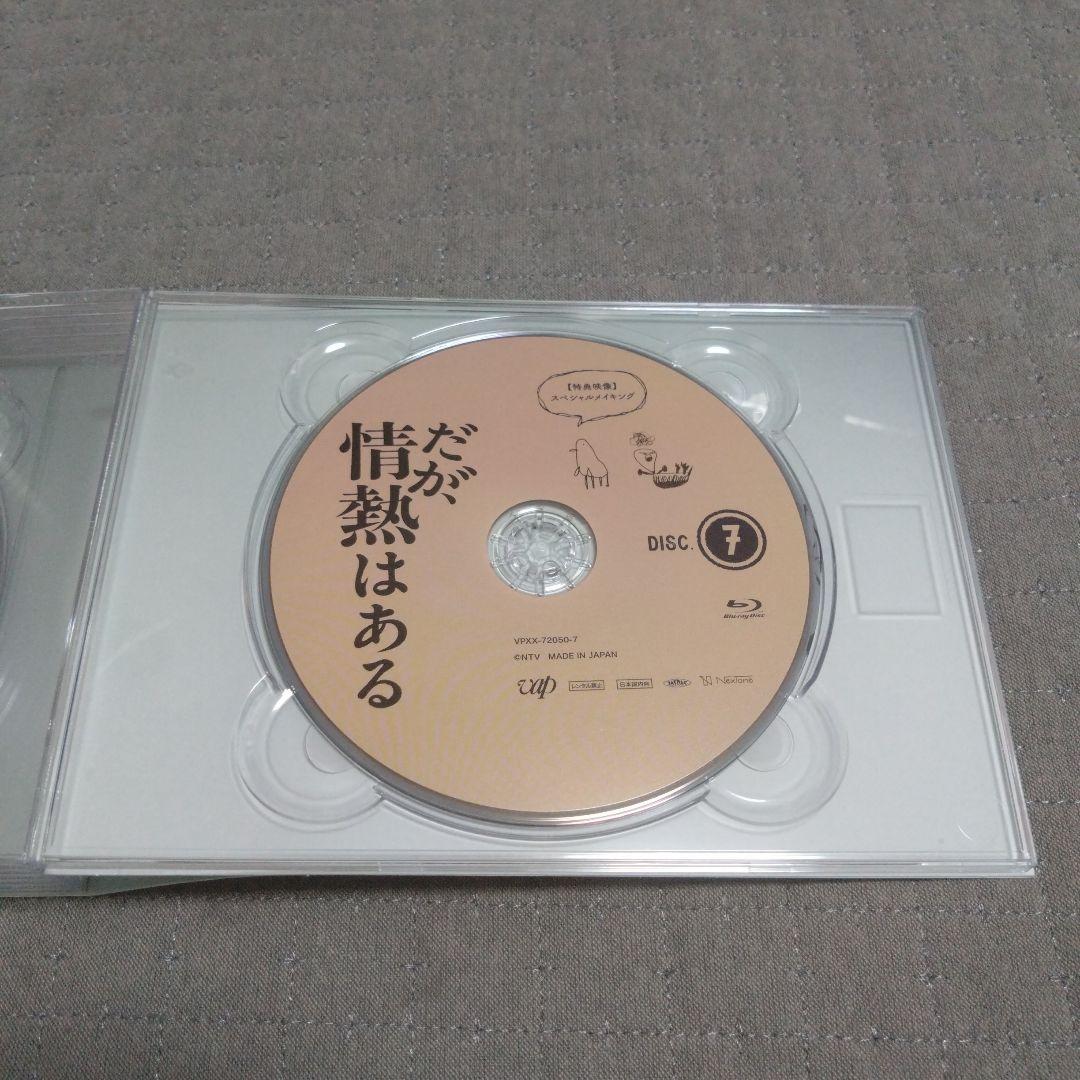 だが、
情熱はある
【特典映像】
スペシャルメイキング
DISC. 7
Blu-ray Disc
VPXX-72050-7
©NTV MADE IN JAPAN
vap
レンタル禁止
日本国内向
NexTone